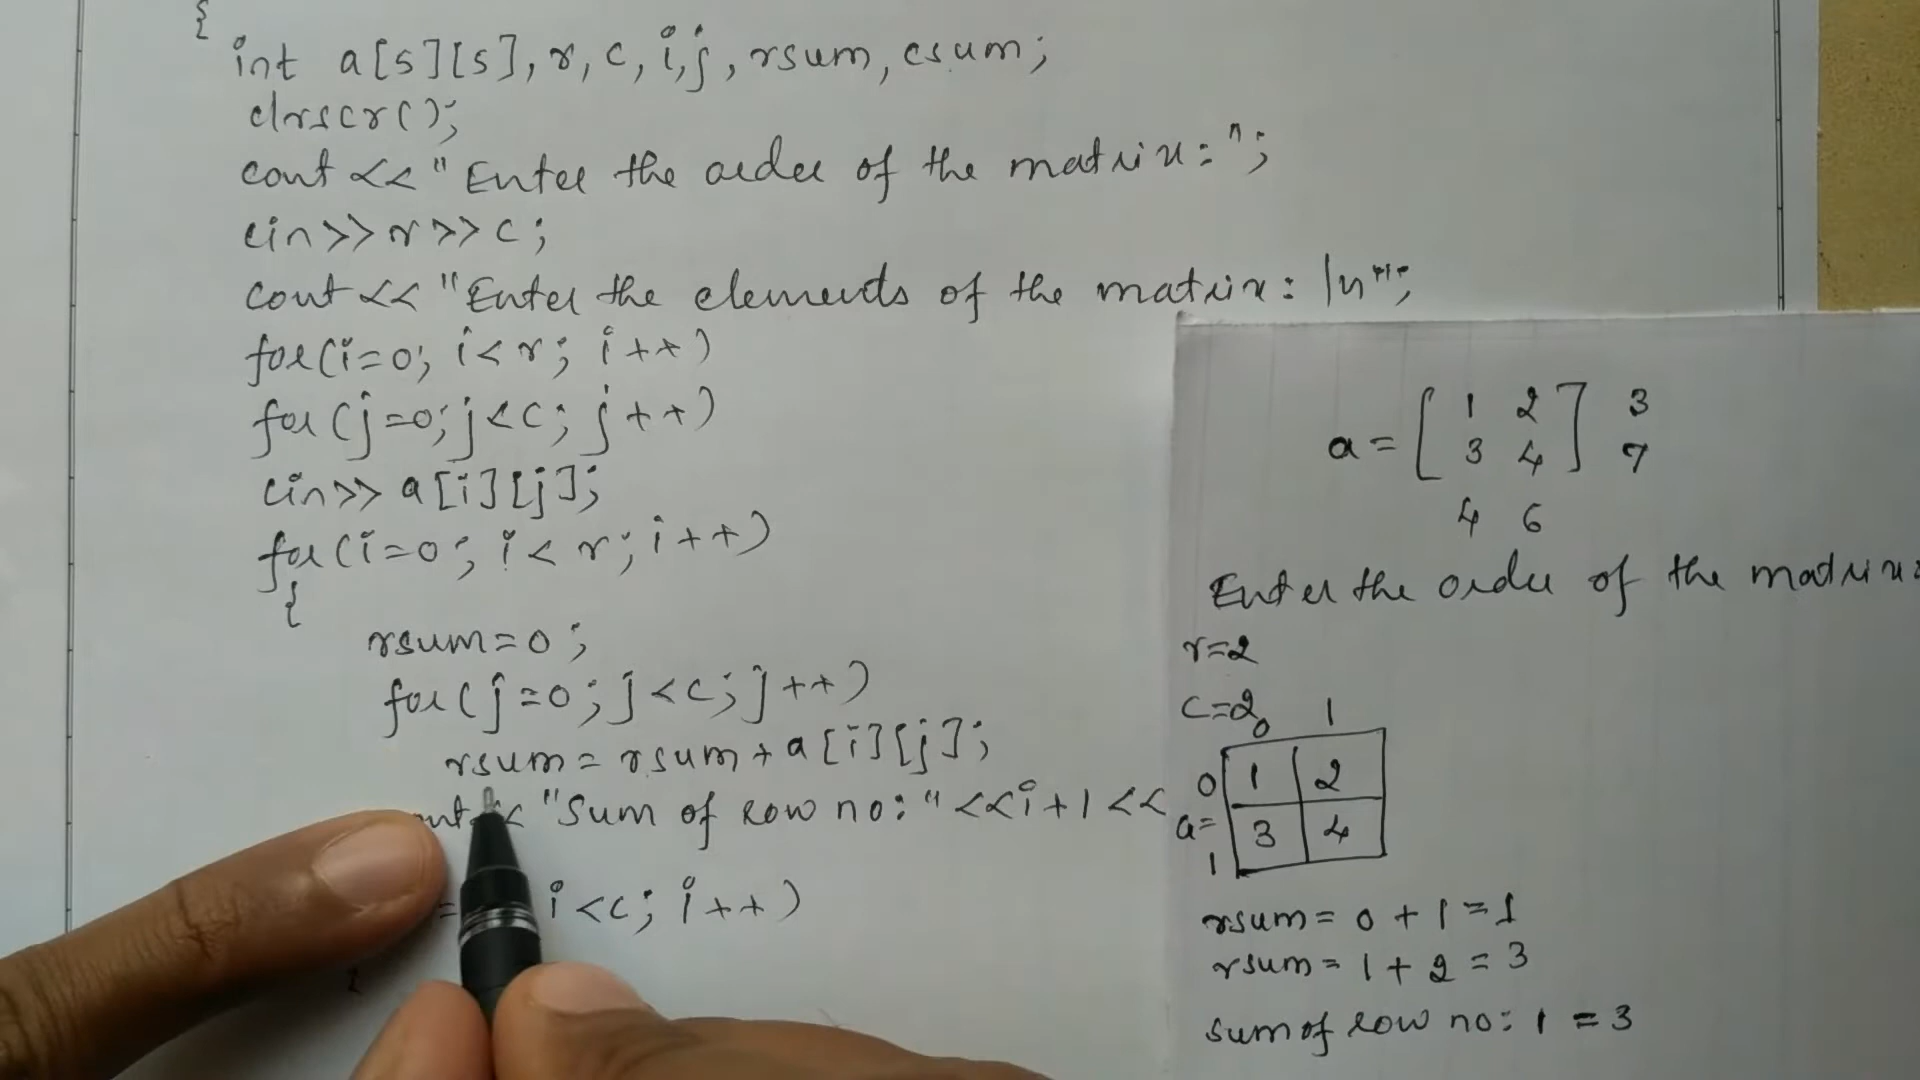 {
int a[5][5], r, c, i,j, rsum, csum;
clrscr();
cout << "Enter the order of the matrix:";
cin>>r>>c;
cout << "Enter the elements of the matrix: \n";
for(i=0; i<r; i++)
for(j=0; j<c; j++)
cin>> a[i][j];
for(i=0; i<r; i++)
{
rsum=0;
for(j=0; j<c; j++)
rsum = rsum + a[i][j];
<< "Sum of row no: " <<i+1<<
= i<c; i++)
a = [ 1 2 ] 3
[ 3 4 ] 7
4 6
Enter the order of the matrix:
r=2
c=2
0 1
0 1 2
a=
1 3 4
rsum = 0 + 1 = 1
rsum = 1 + 2 = 3
sum of row no: 1 = 3